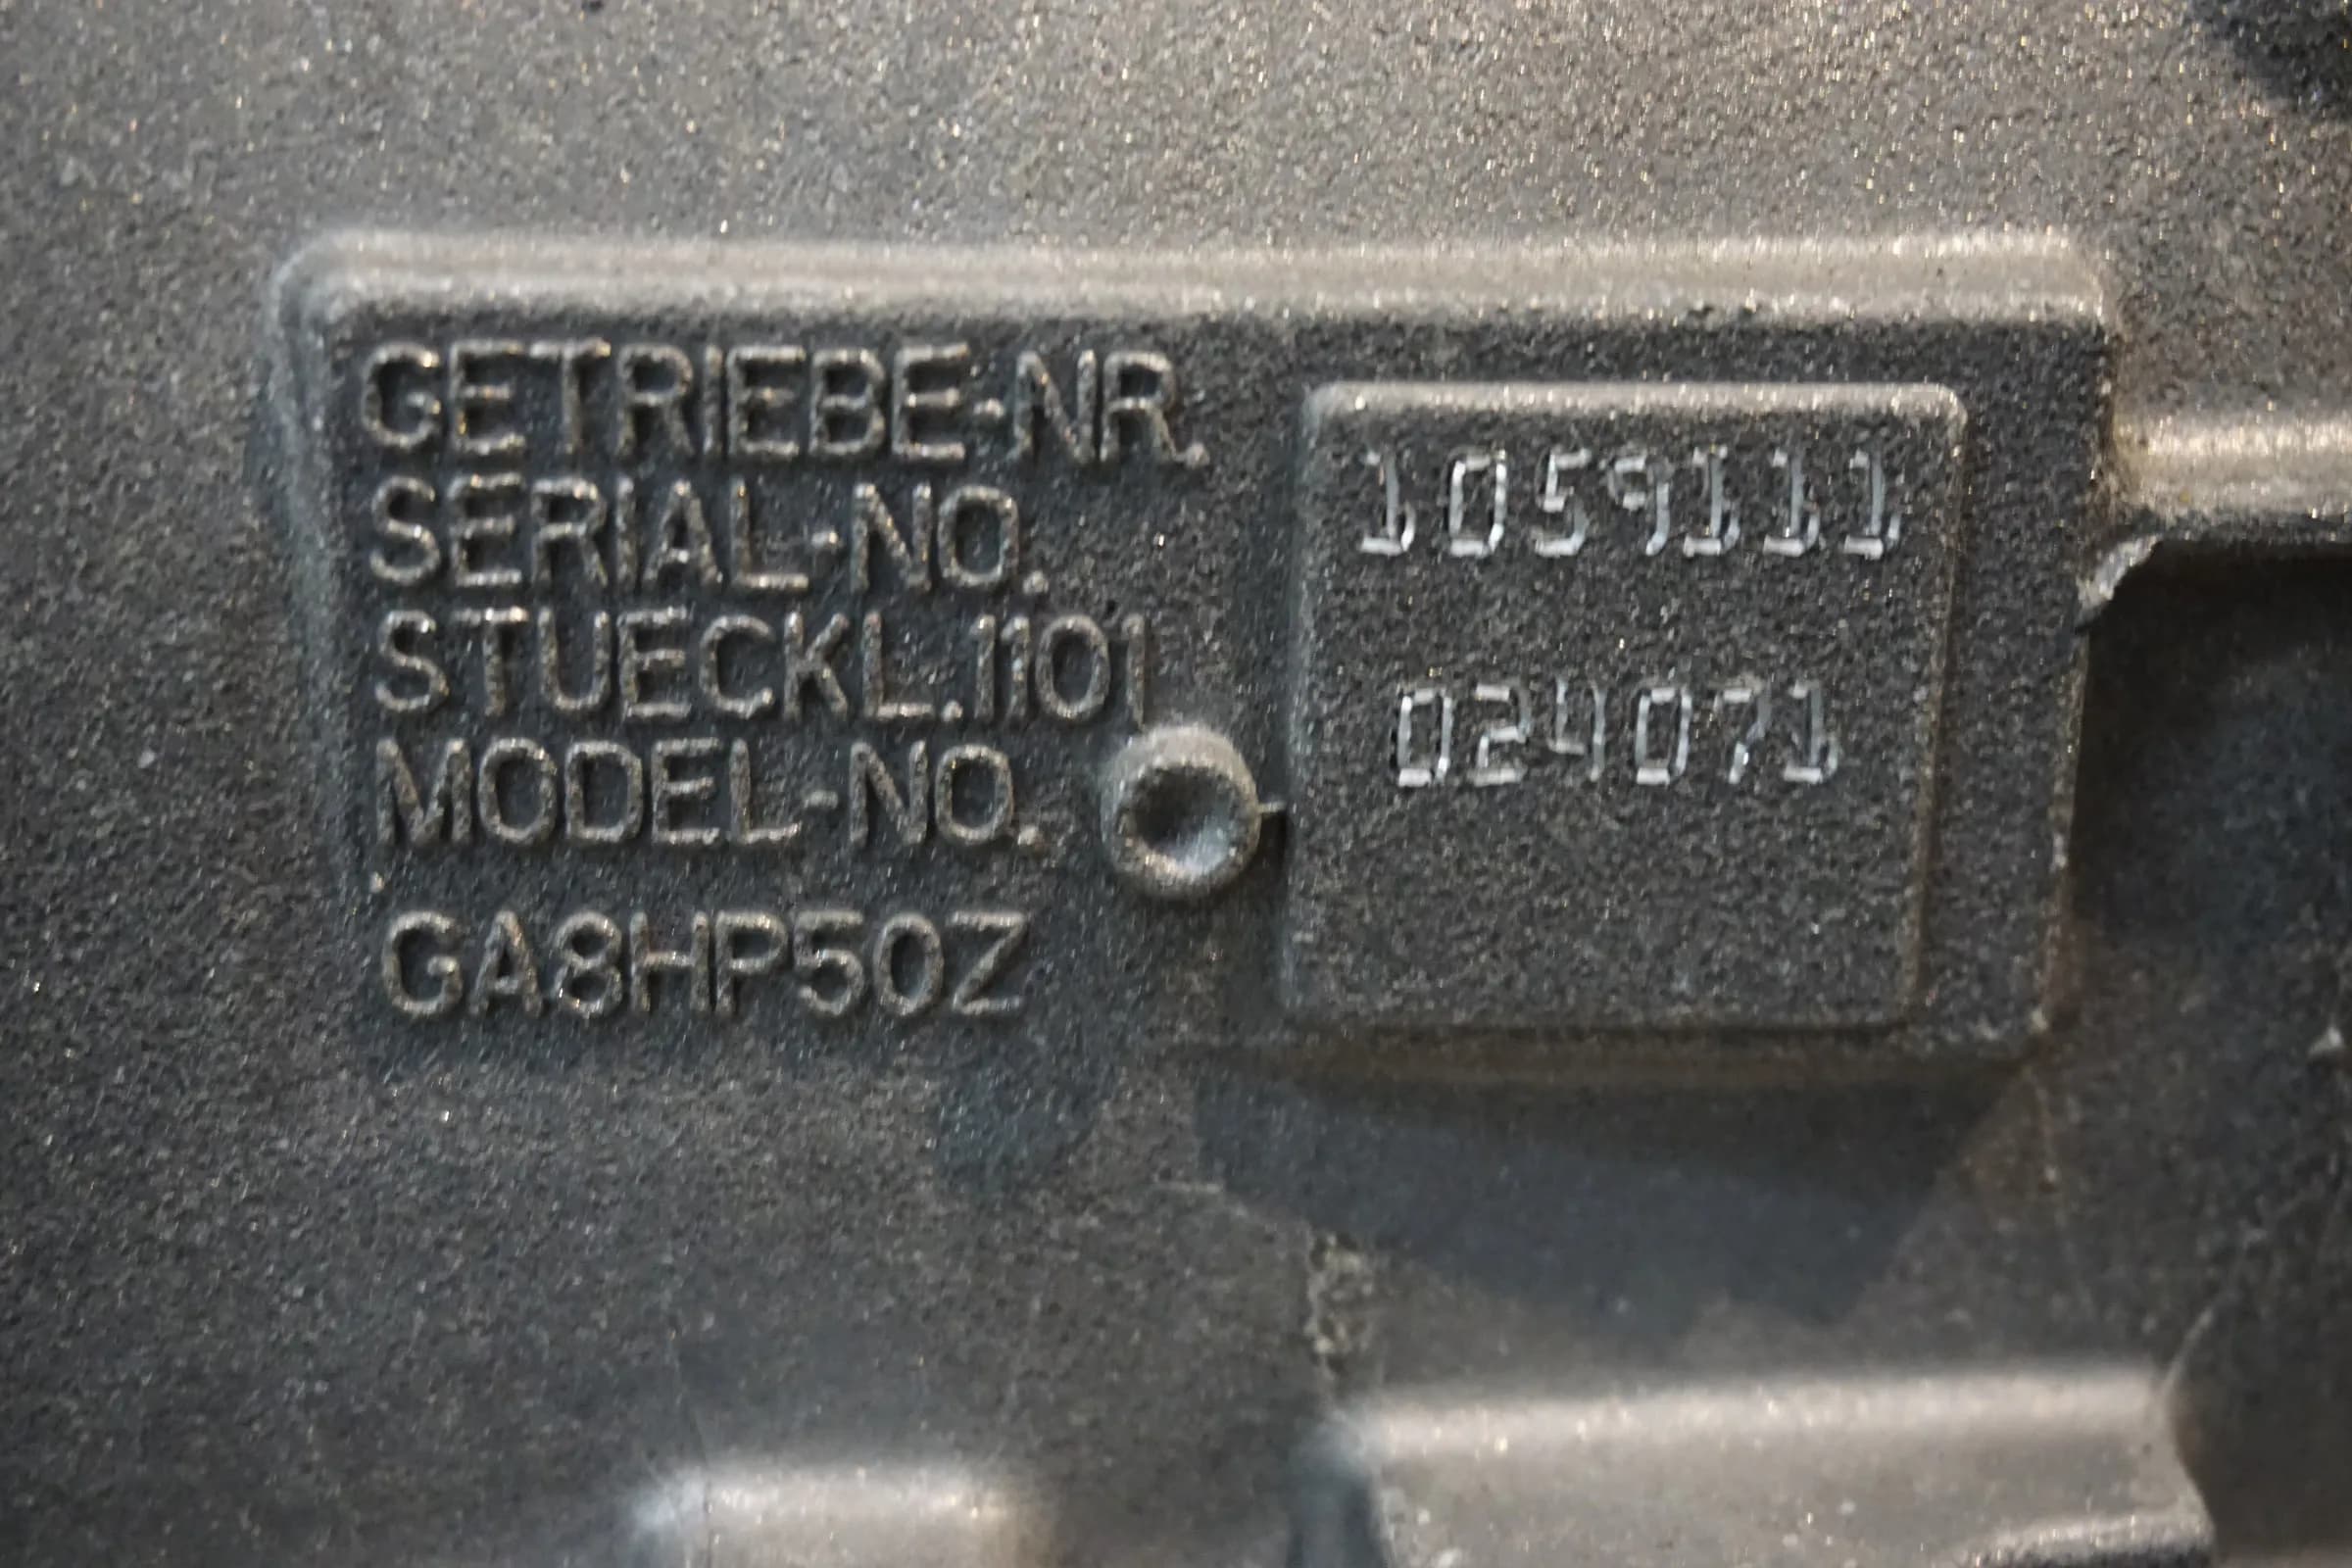 GETRIEBE-NR.
SERIAL-NO. 1059111
STUECKL.1101
MODEL-NO. 024071
GA8HP50Z